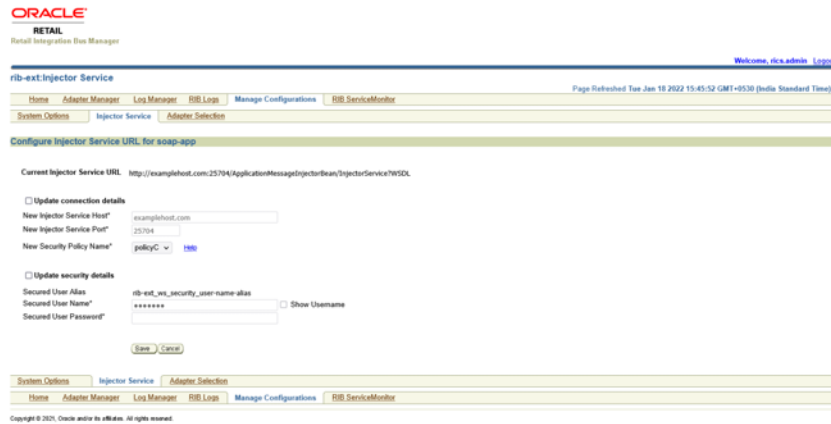 ORACLE
RETAIL
Retail Integration Bus Manager
Welcome, rics.admin Logou
rib-ext:Injector Service
Page Refreshed Tue Jan 18 2022 15:45:52 GMT+0530 (India Standard Time)
Home Adapter Manager Log Manager RIB Logs Manage Configurations RIB ServiceMonitor
System Options Injector Service Adapter Selection
Configure Injector Service URL for soap-app
Current Injector Service URL http://examplehost.com:25704/ApplicationMessageInjectorBean/InjectorService?WSDL
Update connection details
New Injector Service Host* examplehost.com
New Injector Service Port* 25704
New Security Policy Name* policyC Help
Update security details
Secured User Alias rib-ext_ws_security_user-name-alias
Secured User Name* ••••••• Show Username
Secured User Password*
Save Cancel
System Options Injector Service Adapter Selection
Home Adapter Manager Log Manager RIB Logs Manage Configurations RIB ServiceMonitor
Copyright © 2021, Oracle and/or its affiliates. All rights reserved.